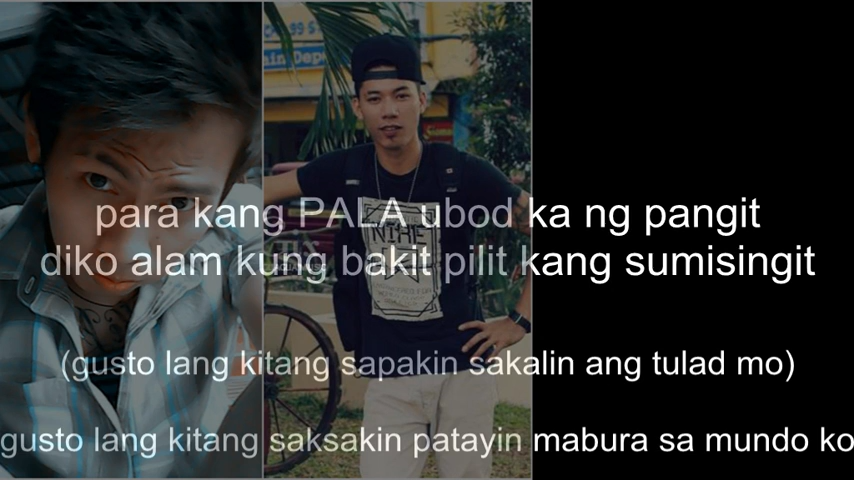 para kang PALA ubod ka ng pangit
diko alam kung bakit pilit kang sumisingit
(gusto lang kitang sapakin sakalin ang tulad mo)
gusto lang kitang saksakin patayin mabura sa mundo ko
NIKE